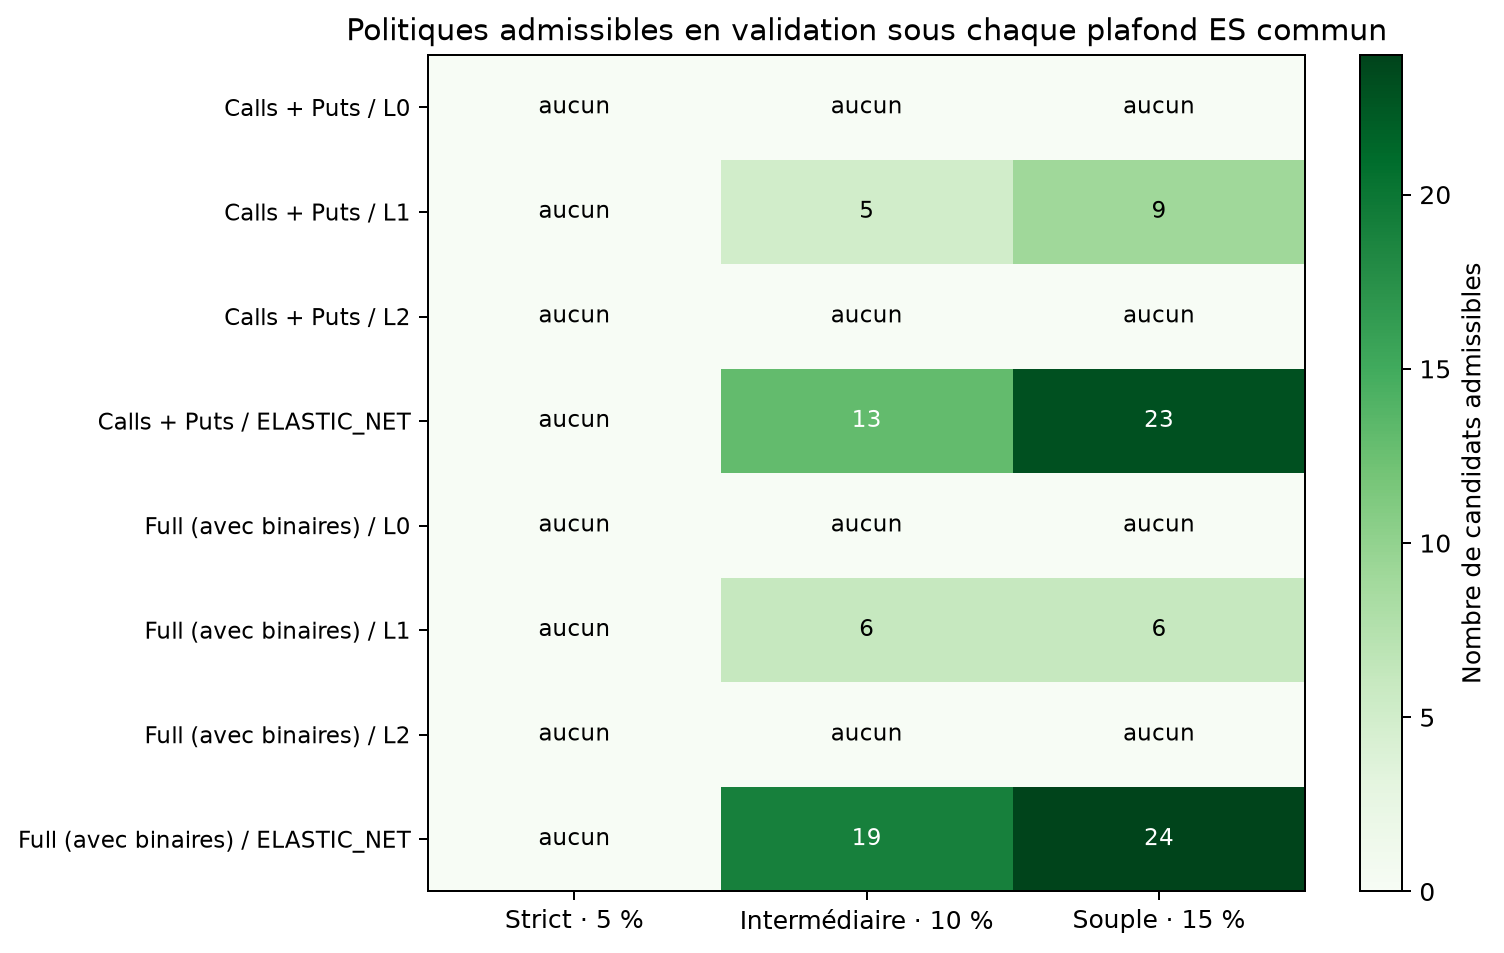 Politiques admissibles en validation sous chaque plafond ES commun
Calls + Puts / L0
aucun
aucun
aucun
Calls + Puts / L1
aucun
5
9
Calls + Puts / L2
aucun
aucun
aucun
Calls + Puts / ELASTIC_NET
aucun
13
23
Full (avec binaires) / L0
aucun
aucun
aucun
Full (avec binaires) / L1
aucun
6
6
Full (avec binaires) / L2
aucun
aucun
aucun
Full (avec binaires) / ELASTIC_NET
aucun
19
24
Strict · 5 %
Intermédiaire · 10 %
Souple · 15 %
20
15
10
5
0
Nombre de candidats admissibles